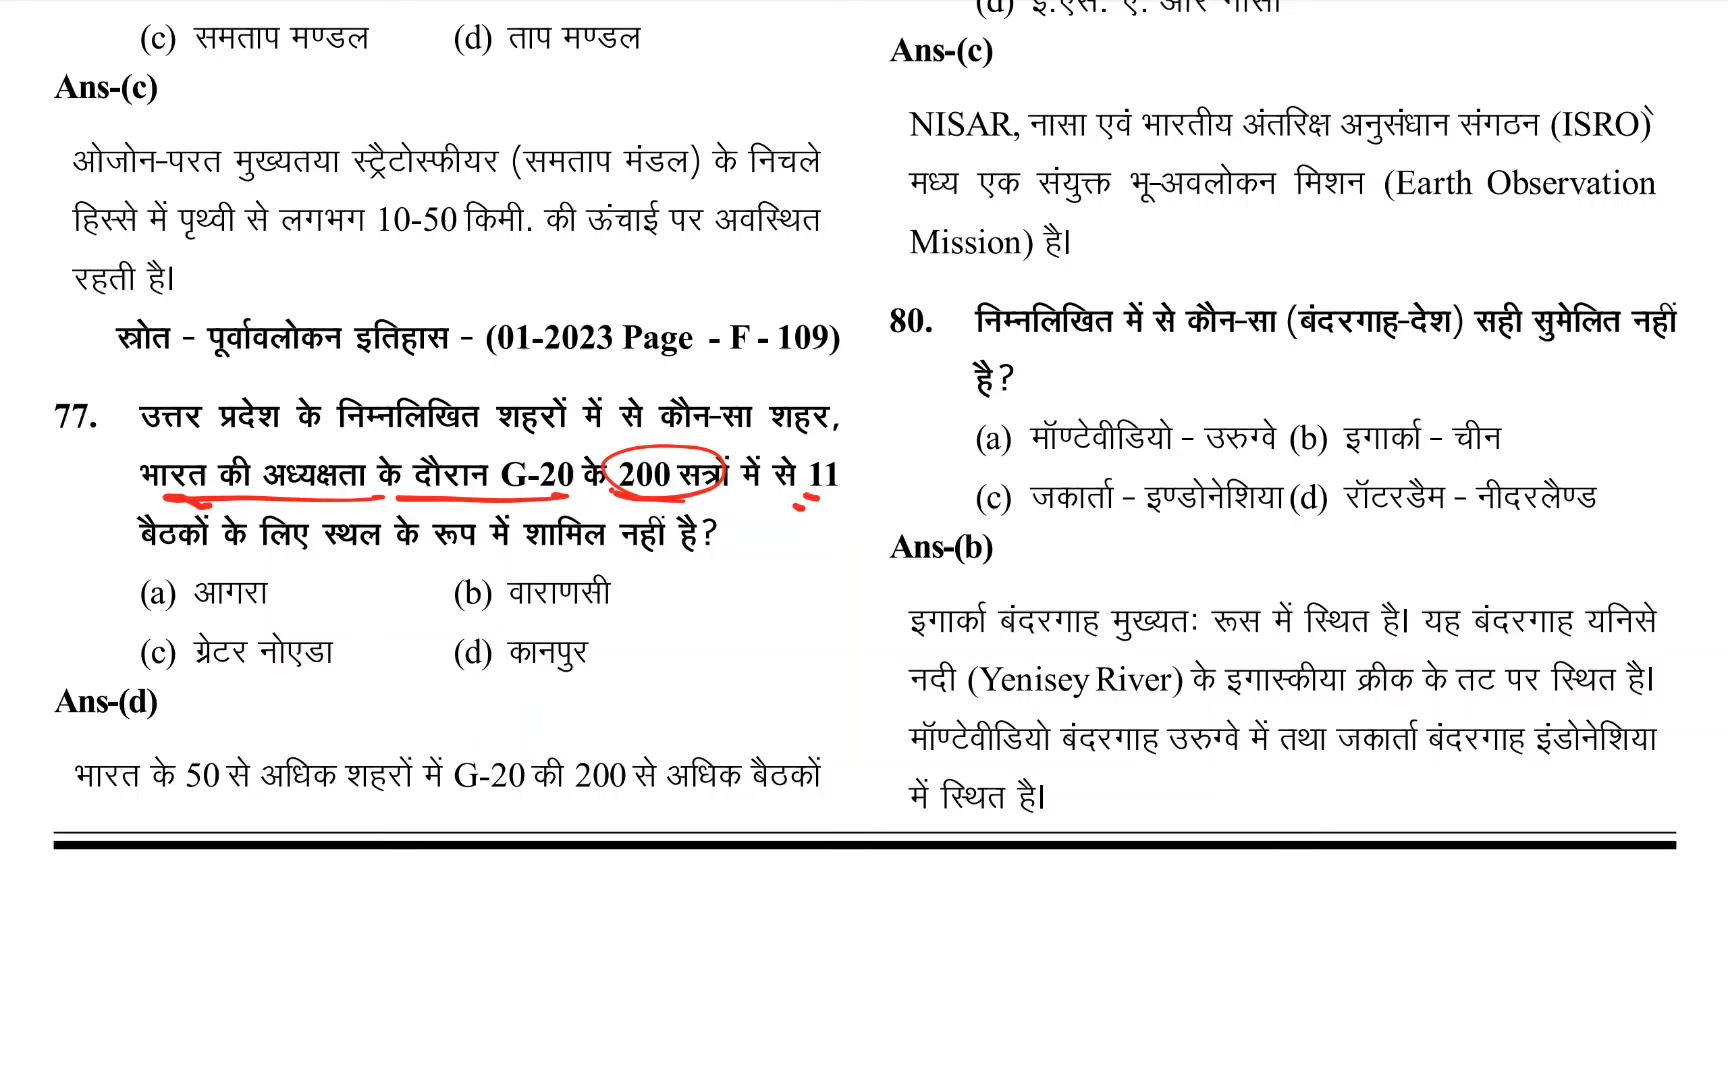 (c) समताप मण्डल (d) ताप मण्डल
Ans-(c)
ओजोन-परत मुख्यतया स्ट्रैटोस्फीयर (समताप मंडल) के निचले
हिस्से में पृथ्वी से लगभग 10-50 किमी. की ऊंचाई पर अवस्थित
रहती है।
स्रोत - पूर्वावलोकन इतिहास - (01-2023 Page - F - 109)
77. उत्तर प्रदेश के निम्नलिखित शहरों में से कौन-सा शहर,
भारत की अध्यक्षता के दौरान G-20 के 200 सत्रों में से 11
बैठकों के लिए स्थल के रूप में शामिल नहीं है?
(a) आगरा (b) वाराणसी
(c) ग्रेटर नोएडा (d) कानपुर
Ans-(d)
भारत के 50 से अधिक शहरों में G-20 की 200 से अधिक बैठकों
(d) इ.एस. ए. और नासा
Ans-(c)
NISAR, नासा एवं भारतीय अंतरिक्ष अनुसंधान संगठन (ISRO)े
मध्य एक संयुक्त भू-अवलोकन मिशन (Earth Observation
Mission) है।
80. निम्नलिखित में से कौन-सा (बंदरगाह-देश) सही सुमेलित नहीं
है?
(a) मॉण्टेवीडियो - उरुग्वे (b) इगार्का - चीन
(c) जकार्ता - इण्डोनेशिया (d) रॉटरडैम - नीदरलैण्ड
Ans-(b)
इगार्का बंदरगाह मुख्यतः रूस में स्थित है। यह बंदरगाह यनिसे
नदी (Yenisey River) के इगास्कीया क्रीक के तट पर स्थित है।
मॉण्टेवीडियो बंदरगाह उरुग्वे में तथा जकार्ता बंदरगाह इंडोनेशिया
में स्थित है।